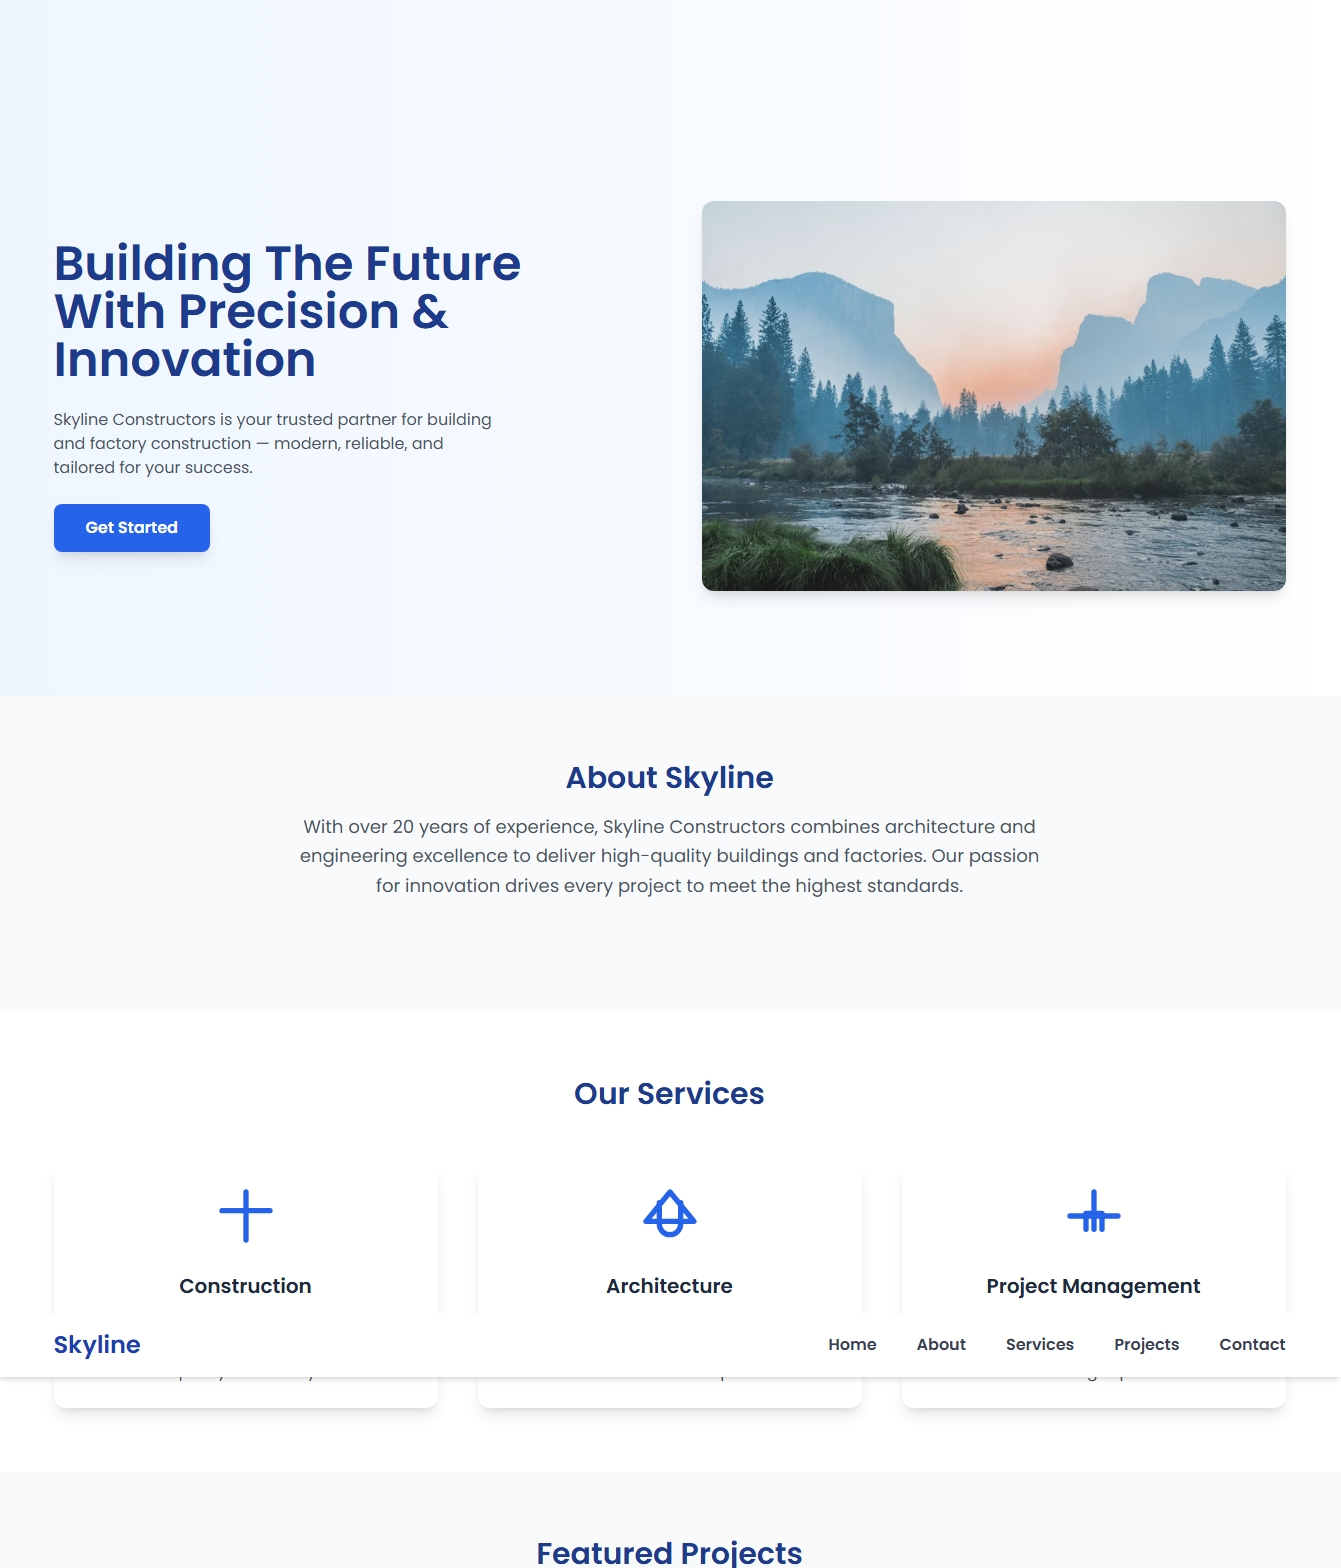 Building The Future
With Precision &
Innovation
Skyline Constructors is your trusted partner for building
and factory construction — modern, reliable, and
tailored for your success.
Get Started
About Skyline
With over 20 years of experience, Skyline Constructors combines architecture and
engineering excellence to deliver high-quality buildings and factories. Our passion
for innovation drives every project to meet the highest standards.
Our Services
Construction
Architecture
Project Management
Skyline
Home
About
Services
Projects
Contact
Featured Projects